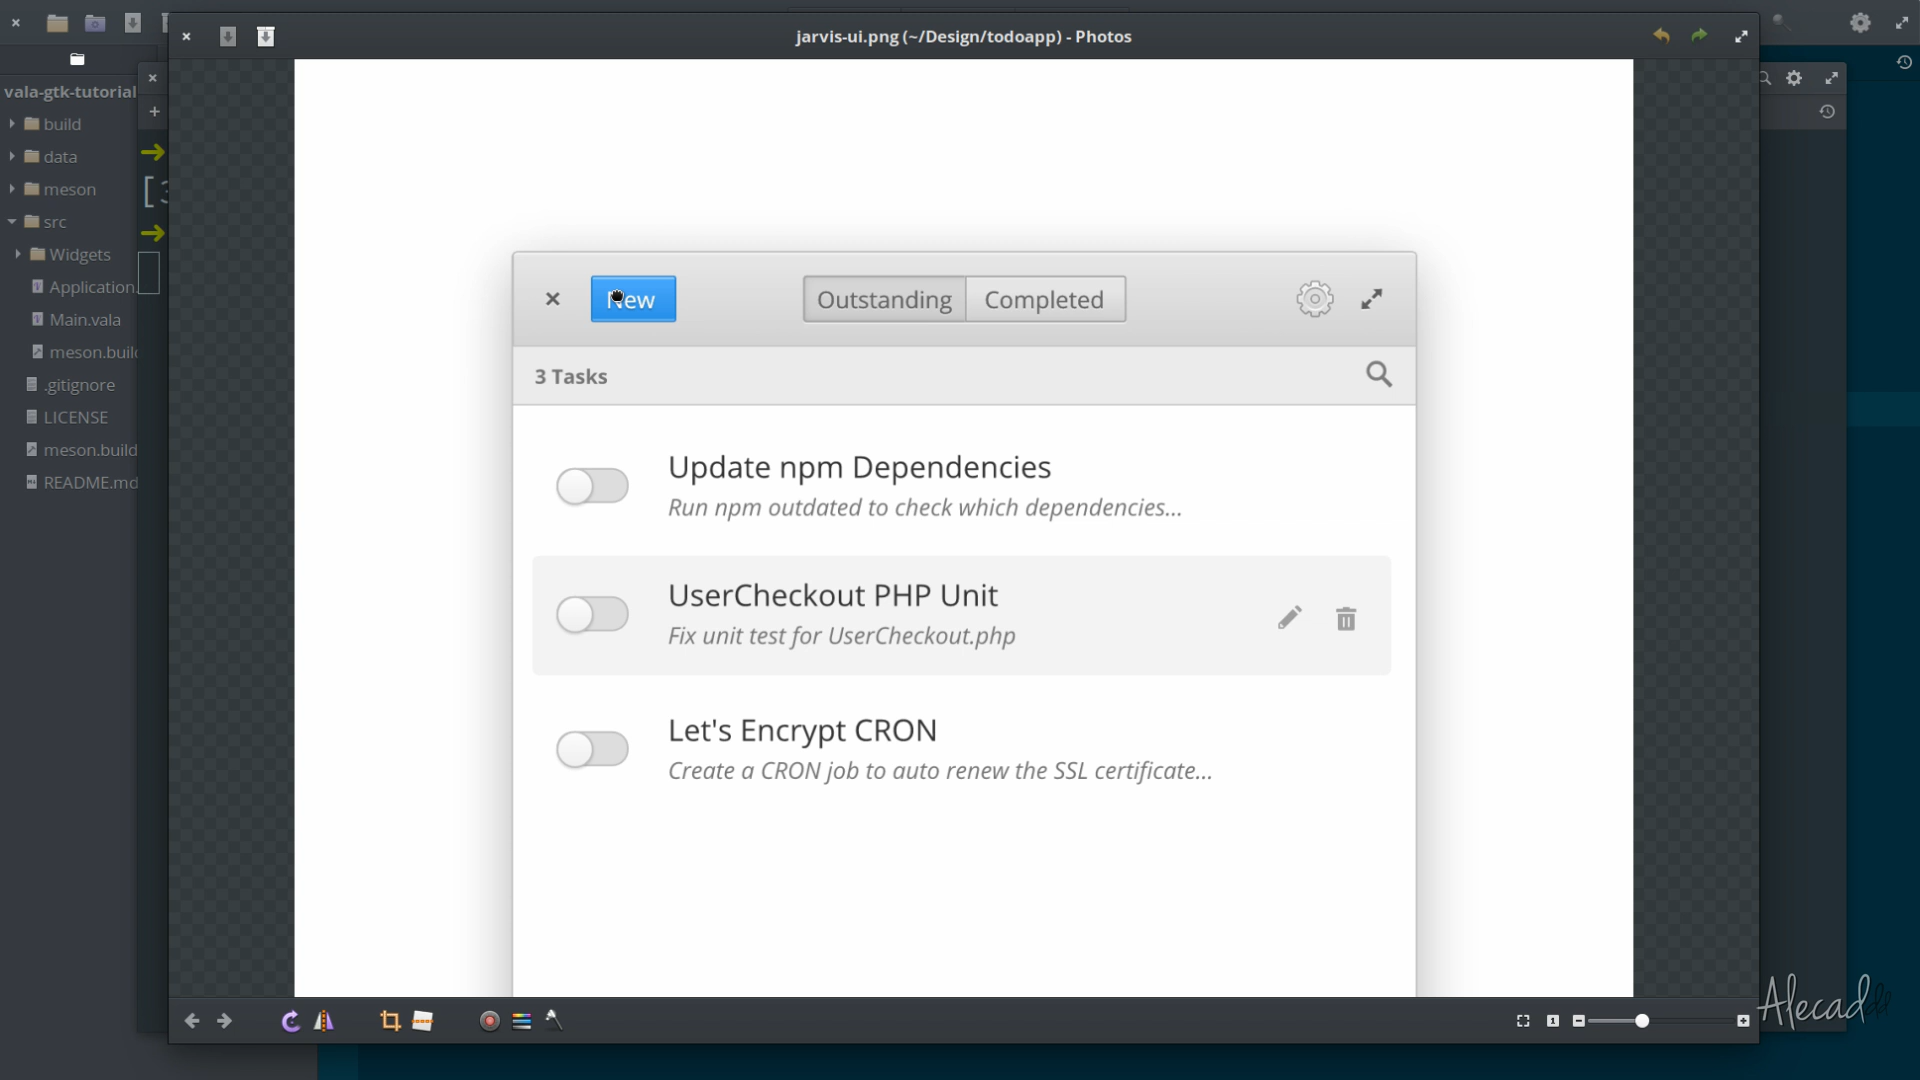 jarvis-ui.png (~/Design/todoapp) - Photos
vala-gtk-tutorial
build
data
meson
src
Widgets
Application.
Main.vala
meson.build
.gitignore
LICENSE
meson.build
README.md
[3
New
Outstanding
Completed
3 Tasks
Update npm Dependencies
Run npm outdated to check which dependencies...
UserCheckout PHP Unit
Fix unit test for UserCheckout.php
Let's Encrypt CRON
Create a CRON job to auto renew the SSL certificate...
Alecaddd